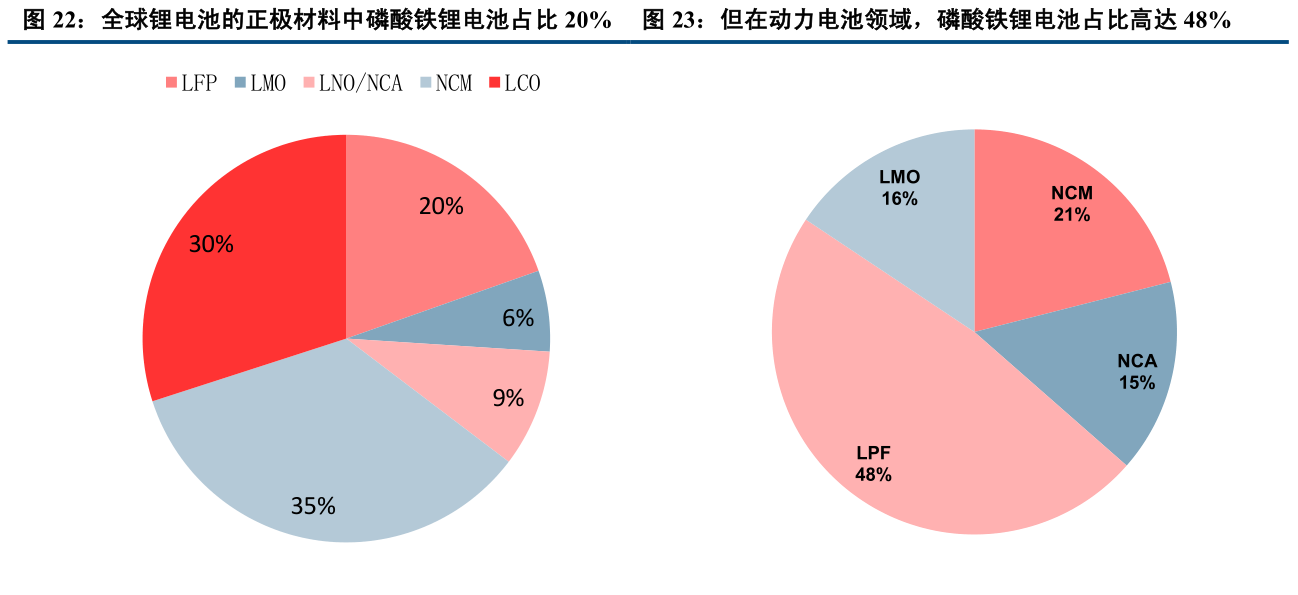 图 22：全球锂电池的正极材料中磷酸铁锂电池占比 20%
LFP LMO LNO/NCA NCM LCO
20%
30%
6%
9%
35%
图 23：但在动力电池领域，磷酸铁锂电池占比高达 48%
LMO
16%
NCM
21%
NCA
15%
LPF
48%